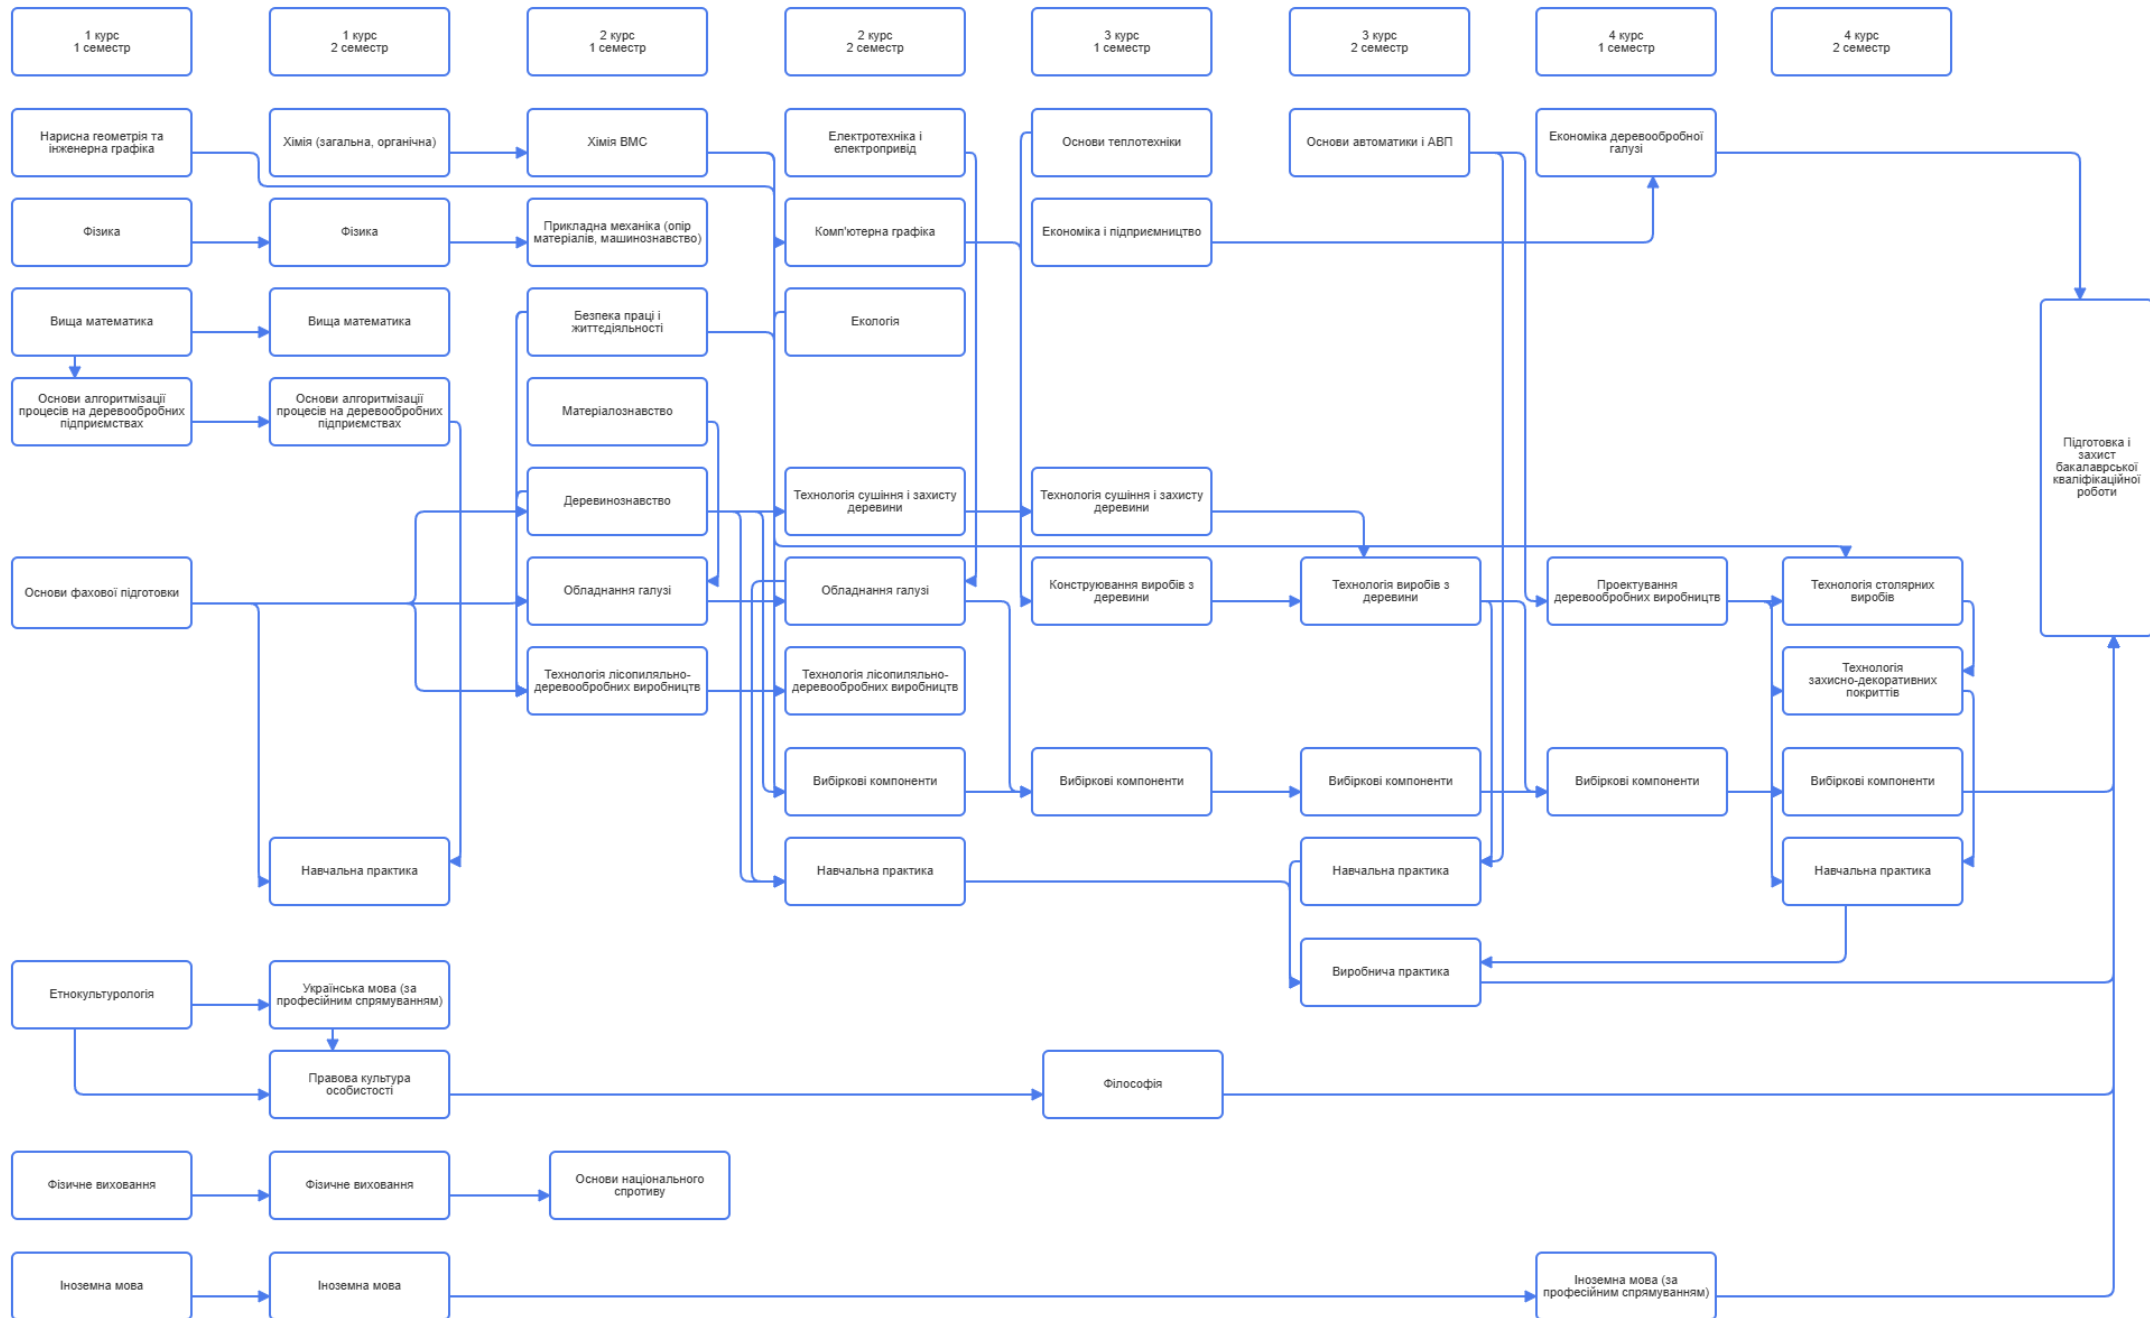 1 курс
1 семестр
1 курс
2 семестр
2 курс
1 семестр
2 курс
2 семестр
3 курс
1 семестр
3 курс
2 семестр
4 курс
1 семестр
4 курс
2 семестр
Нарисна геометрія та
інженерна графіка
Хімія (загальна, органічна)
Хімія ВМС
Електротехніка і
електропривід
Основи теплотехніки
Основи автоматики і АВП
Економіка деревообробної
галузі
Фізика
Фізика
Прикладна механіка (опір
матеріалів, машинознавство)
Комп'ютерна графіка
Економіка і підприємництво
Вища математика
Вища математика
Безпека праці і
життєдіяльності
Екологія
Основи алгоритмізації
процесів на деревообробних
підприємствах
Основи алгоритмізації
процесів на деревообробних
підприємствах
Матеріалознавство
Підготовка і
захист
бакалаврської
кваліфікаційної
роботи
Деревинознавство
Технологія сушіння і захисту
деревини
Технологія сушіння і захисту
деревини
Основи фахової підготовки
Обладнання галузі
Обладнання галузі
Конструювання виробів з
деревини
Технологія виробів з
деревини
Проектування
деревообробних виробництв
Технологія столярних
виробів
Технологія лісопиляльно-
деревообробних виробництв
Технологія лісопиляльно-
деревообробних виробництв
Технологія
захисно-декоративних
покриттів
Вибіркові компоненти
Вибіркові компоненти
Вибіркові компоненти
Вибіркові компоненти
Вибіркові компоненти
Навчальна практика
Навчальна практика
Навчальна практика
Навчальна практика
Виробнича практика
Етнокультурологія
Українська мова (за
професійним спрямуванням)
Правова культура
особистості
Філософія
Фізичне виховання
Фізичне виховання
Основи національного
спротиву
Іноземна мова
Іноземна мова
Іноземна мова (за
професійним спрямуванням)